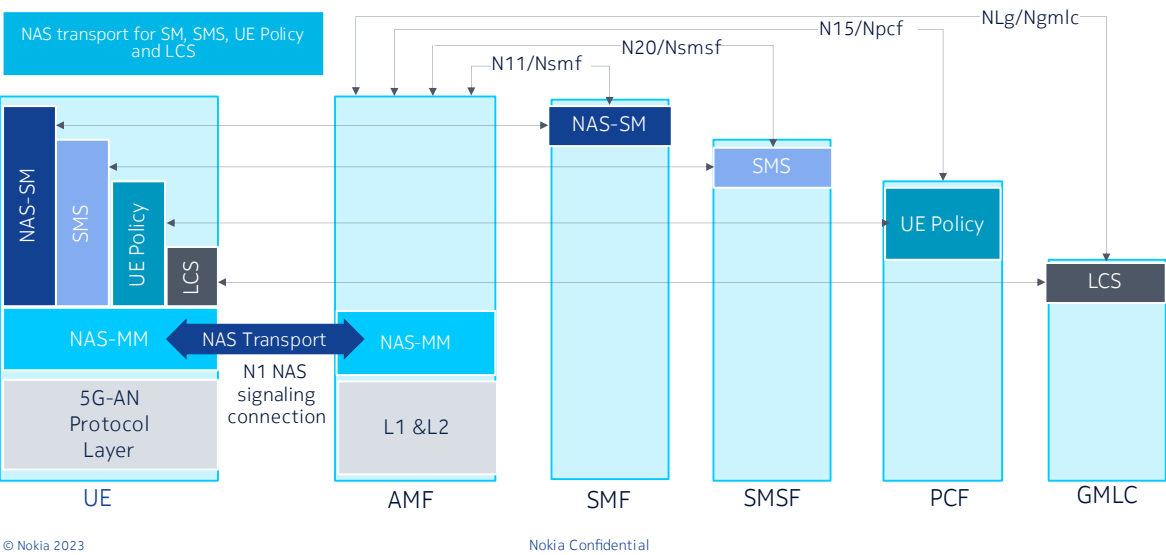 NAS transport for SM, SMS, UE Policy
and LCS
NLg/Ngmlc
N15/Npcf
N20/Nsmsf
N11/Nsmf
NAS-SM
SMS
UE Policy
LCS
NAS-SM
SMS
UE Policy
LCS
NAS-MM
NAS Transport
NAS-MM
N1 NAS
signaling
connection
5G-AN
Protocol
Layer
L1 &L2
UE
AMF
SMF
SMSF
PCF
GMLC
© Nokia 2023
Nokia Confidential